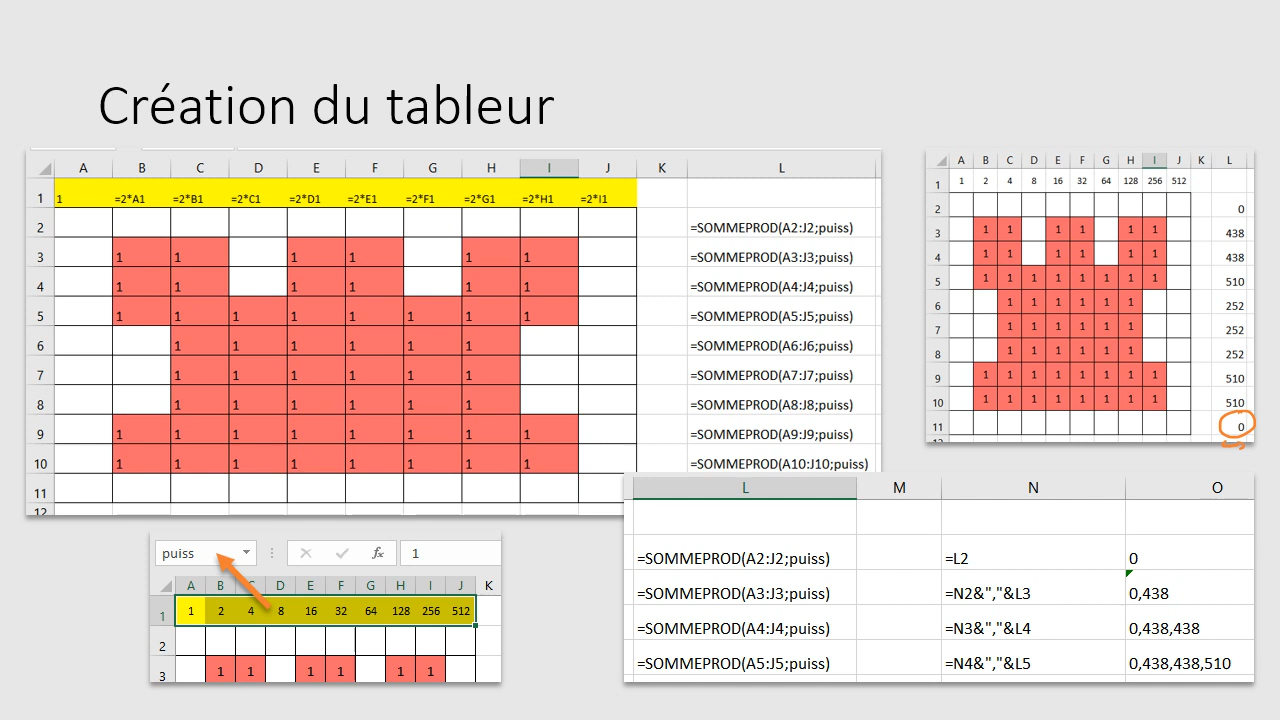 Création du tableur
A B C D E F G H I J K L
1 1 =2*A1 =2*B1 =2*C1 =2*D1 =2*E1 =2*F1 =2*G1 =2*H1 =2*I1
2 =SOMMEPROD(A2:J2;puiss)
3 1 1 1 1 1 1 =SOMMEPROD(A3:J3;puiss)
4 1 1 1 1 1 1 =SOMMEPROD(A4:J4;puiss)
5 1 1 1 1 1 1 1 1 =SOMMEPROD(A5:J5;puiss)
6 1 1 1 1 1 1 =SOMMEPROD(A6:J6;puiss)
7 1 1 1 1 1 1 =SOMMEPROD(A7:J7;puiss)
8 1 1 1 1 1 1 =SOMMEPROD(A8:J8;puiss)
9 1 1 1 1 1 1 1 1 =SOMMEPROD(A9:J9;puiss)
10 1 1 1 1 1 1 1 1 =SOMMEPROD(A10:J10;puiss)
11
12
A B C D E F G H I J K L
1 1 2 4 8 16 32 64 128 256 512
2 0
3 1 1 1 1 1 1 438
4 1 1 1 1 1 1 438
5 1 1 1 1 1 1 1 1 510
6 1 1 1 1 1 1 252
7 1 1 1 1 1 1 252
8 1 1 1 1 1 1 252
9 1 1 1 1 1 1 1 1 510
10 1 1 1 1 1 1 1 1 510
11 0
12
puiss fx 1
A B C D E F G H I J K
1 1 2 4 8 16 32 64 128 256 512
2
3 1 1 1 1 1 1
L M N O
=SOMMEPROD(A2:J2;puiss) =L2 0
=SOMMEPROD(A3:J3;puiss) =N2&","&L3 0,438
=SOMMEPROD(A4:J4;puiss) =N3&","&L4 0,438,438
=SOMMEPROD(A5:J5;puiss) =N4&","&L5 0,438,438,510